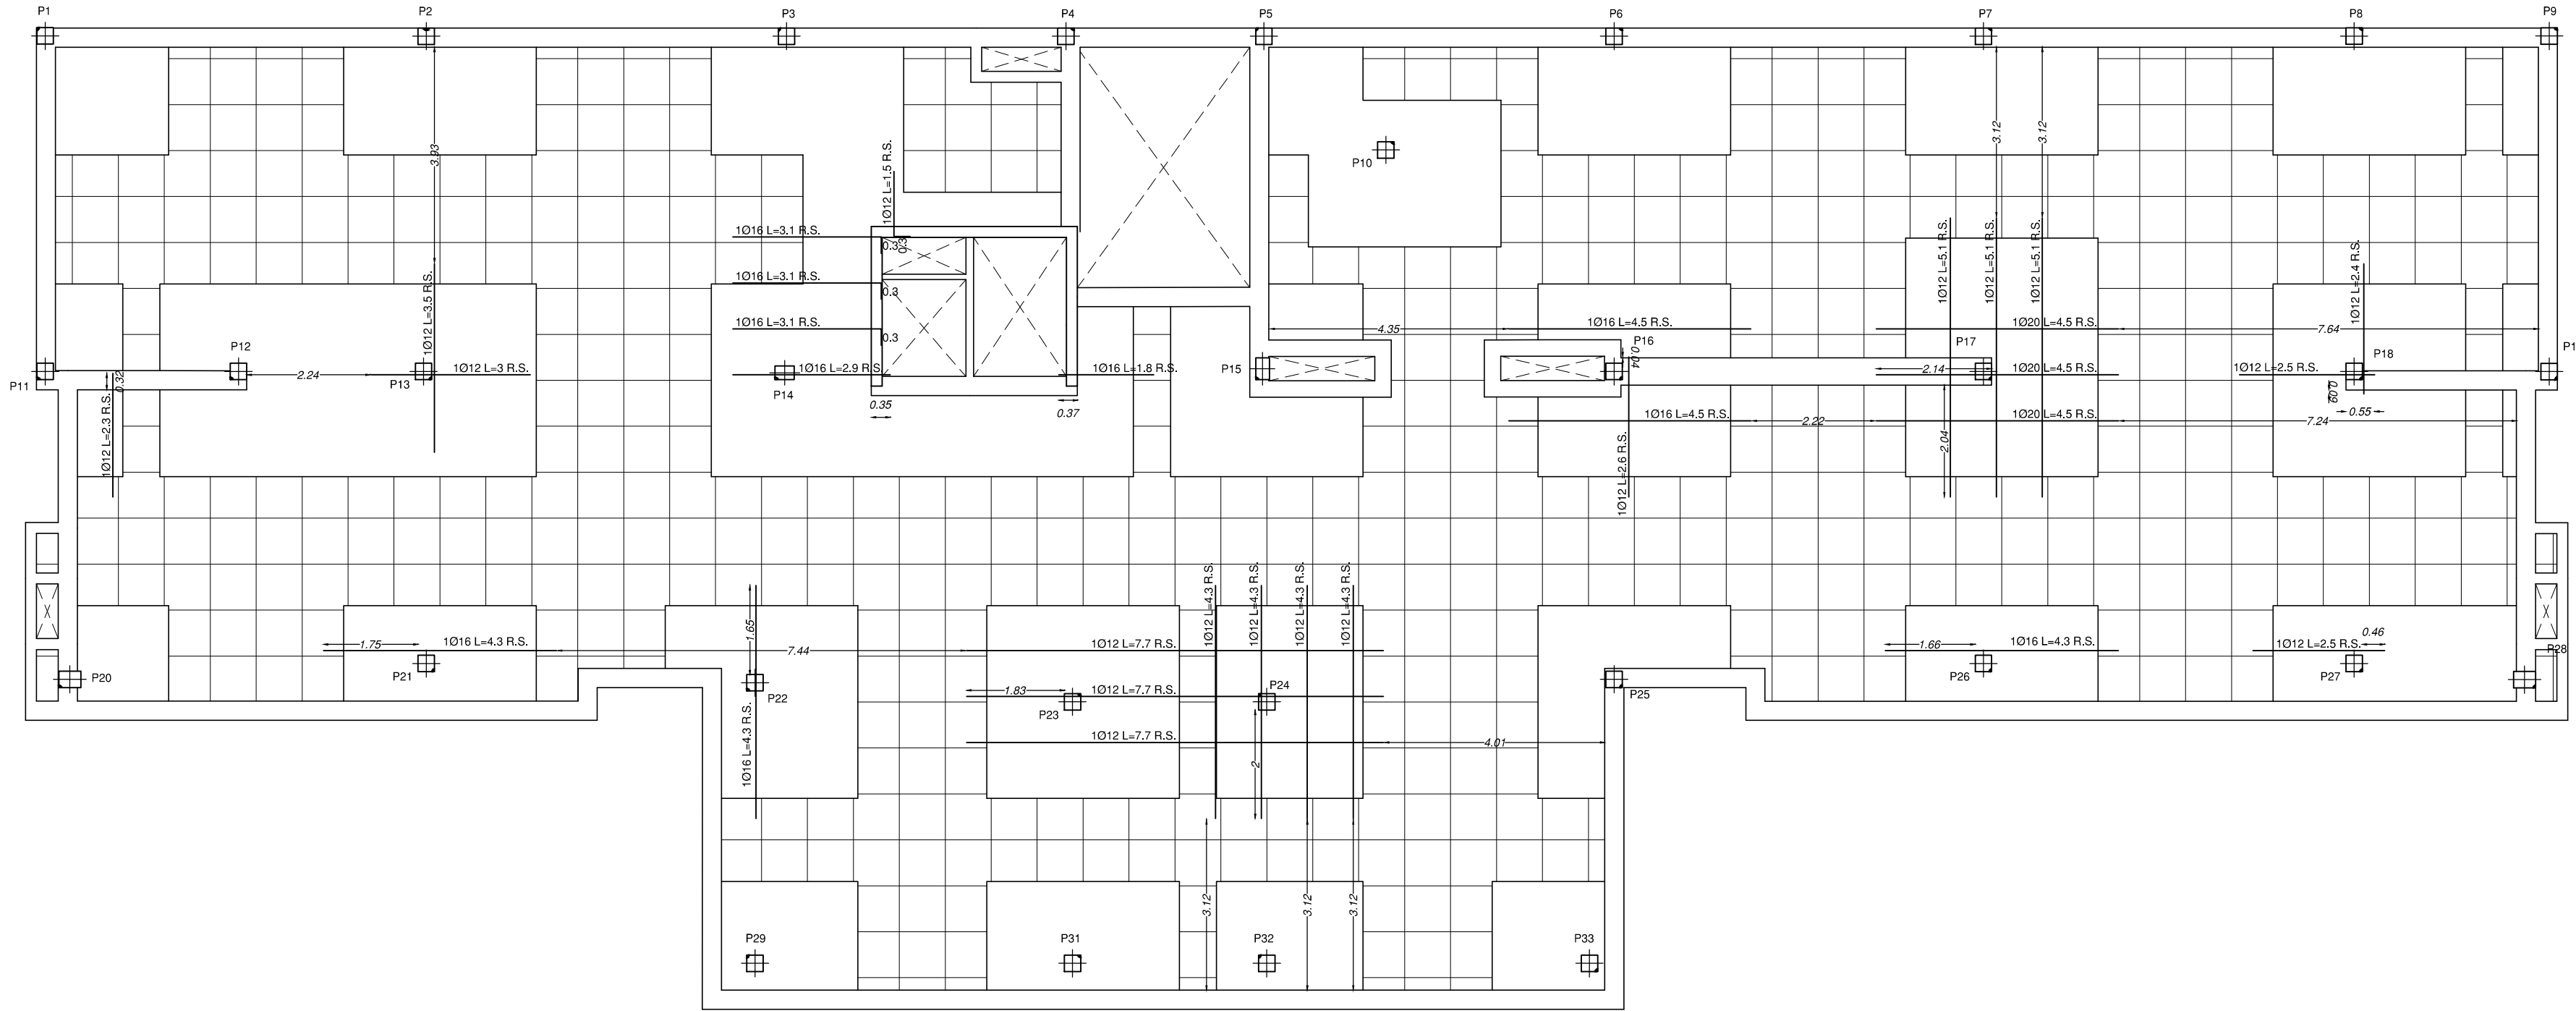 P1
P2
P3
P4
P5
P6
P7
P8
P9
3.93
3.12
3.12
1Ø12 L=1.5 R.S.
P10
1Ø16 L=3.1 R.S.
0.3
0.3
1Ø12 L=5.1 R.S.
1Ø12 L=5.1 R.S.
1Ø12 L=5.1 R.S.
1Ø12 L=2.4 R.S.
1Ø12 L=3.5 R.S.
1Ø16 L=3.1 R.S.
0.3
1Ø16 L=3.1 R.S.
0.3
4.35
1Ø16 L=4.5 R.S.
1Ø20 L=4.5 R.S.
7.64
P12
P16
P17
P18
P1
0.04
P11
0.32
2.24
P13
1Ø12 L=3 R.S.
1Ø16 L=2.9 R.S.
P14
1Ø16 L=1.8 R.S.
P15
2.14
1Ø20 L=4.5 R.S.
1Ø12 L=2.5 R.S.
0.09
1Ø12 L=2.3 R.S.
0.35
0.37
1Ø16 L=4.5 R.S.
2.22
1Ø20 L=4.5 R.S.
0.55
7.24
1Ø12 L=2.6 R.S.
2.04
1Ø12 L=4.3 R.S.
1Ø12 L=4.3 R.S.
1Ø12 L=4.3 R.S.
1Ø12 L=4.3 R.S.
1.75
1Ø16 L=4.3 R.S.
1.65
7.44
1Ø12 L=7.7 R.S.
1.66
1Ø16 L=4.3 R.S.
1Ø12 L=2.5 R.S.
0.46
P28
P20
P21
P22
1.83
1Ø12 L=7.7 R.S.
P24
P25
P26
P27
P23
1Ø16 L=4.3 R.S.
1Ø12 L=7.7 R.S.
2
4.01
3.12
3.12
3.12
P29
P31
P32
P33